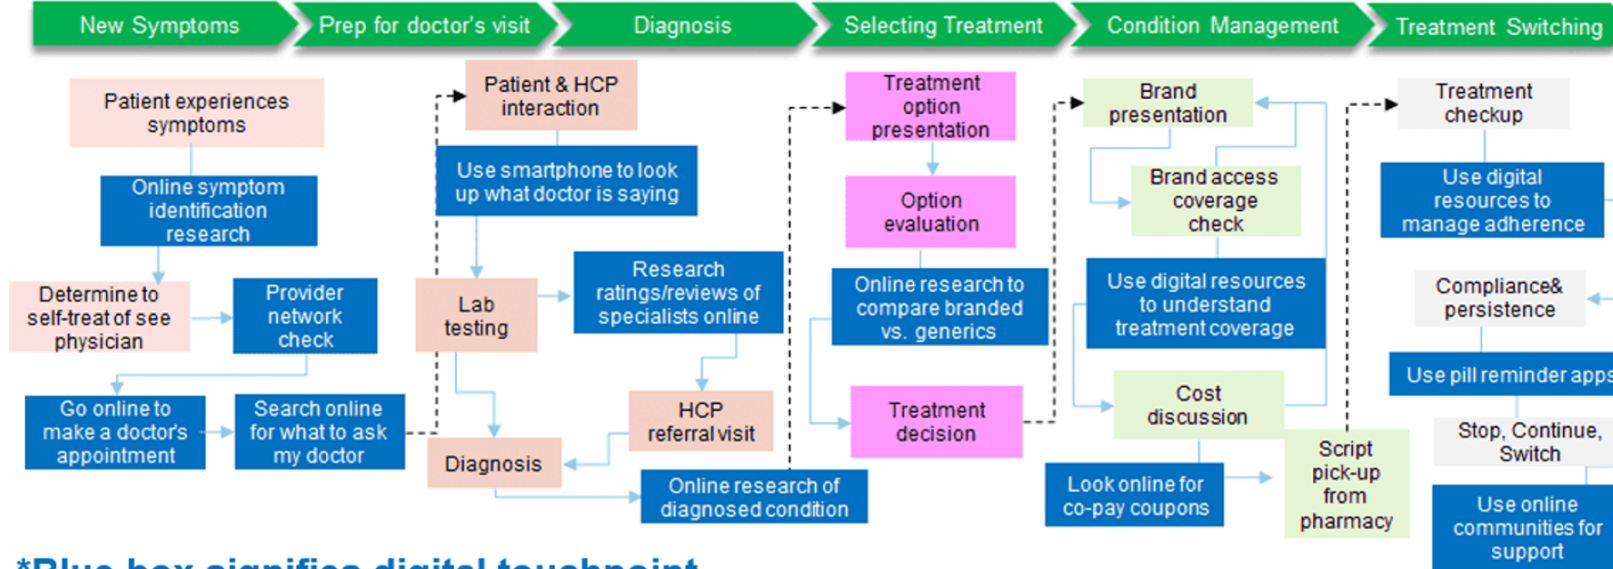 New Symptoms
Prep for doctor's visit
Diagnosis
Selecting Treatment
Condition Management
Treatment Switching
Patient experiences
symptoms
Online symptom
identification
research
Determine to
self-treat of see
physician
Provider
network
check
Go online to
make a doctor's
appointment
Search online
for what to ask
my doctor
Patient & HCP
interaction
Use smartphone to look
up what doctor is saying
Lab
testing
Research
ratings/reviews of
specialists online
HCP
referral visit
Diagnosis
Online research of
diagnosed condition
Treatment
option
presentation
Option
evaluation
Online research to
compare branded
vs. generics
Treatment
decision
Brand
presentation
Brand access
coverage
check
Use digital resources
to understand
treatment coverage
Cost
discussion
Look online for
co-pay coupons
Script
pick-up
from
pharmacy
Treatment
checkup
Use digital
resources to
manage adherence
Compliance&
persistence
Use pill reminder apps
Stop, Continue,
Switch
Use online
communities for
support
*Blue box signifies digital touchpoint